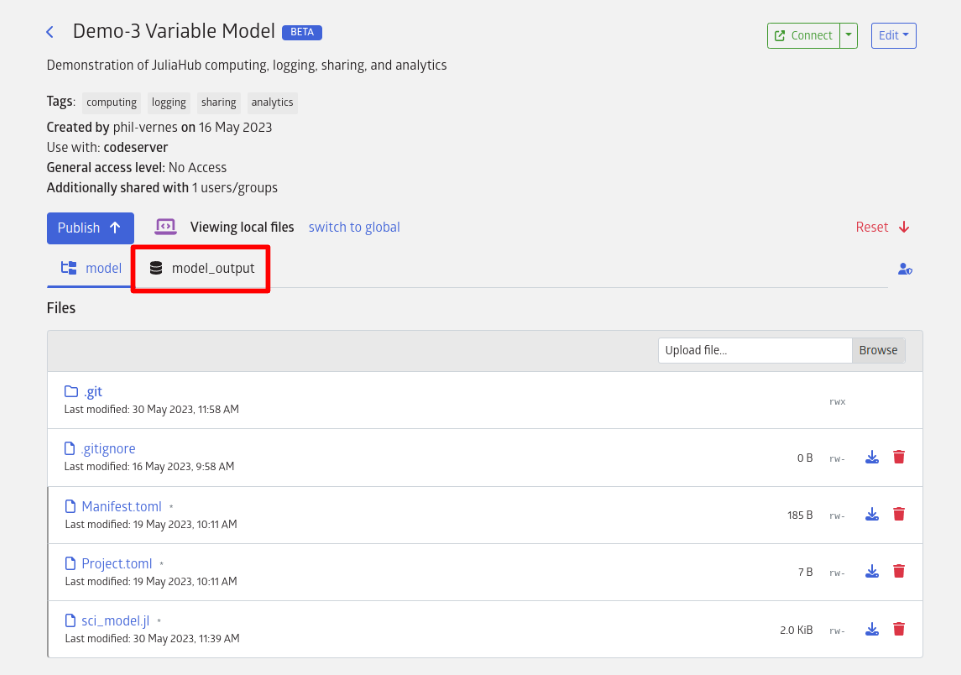 Demo-3 Variable Model BETA
Connect
Edit
Demonstration of JuliaHub computing, logging, sharing, and analytics
Tags: computing logging sharing analytics
Created by phil-vernes on 16 May 2023
Use with: codeserver
General access level: No Access
Additionally shared with 1 users/groups
Publish Viewing local files switch to global Reset
model model_output
Files
Upload file... Browse
.git
Last modified: 30 May 2023, 11:58 AM
rwx
.gitignore
Last modified: 16 May 2023, 9:58 AM
0 B rw-
Manifest.toml *
Last modified: 19 May 2023, 10:11 AM
185 B rw-
Project.toml *
Last modified: 19 May 2023, 10:11 AM
7 B rw-
sci_model.jl *
Last modified: 30 May 2023, 11:39 AM
2.0 KiB rw-